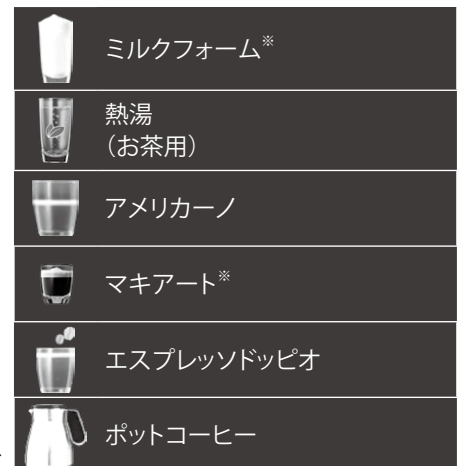 ミルクフォーム※
熱湯
（お茶用）
アメリカーノ
マキアート※
エスプレッソドッピオ
ポットコーヒー